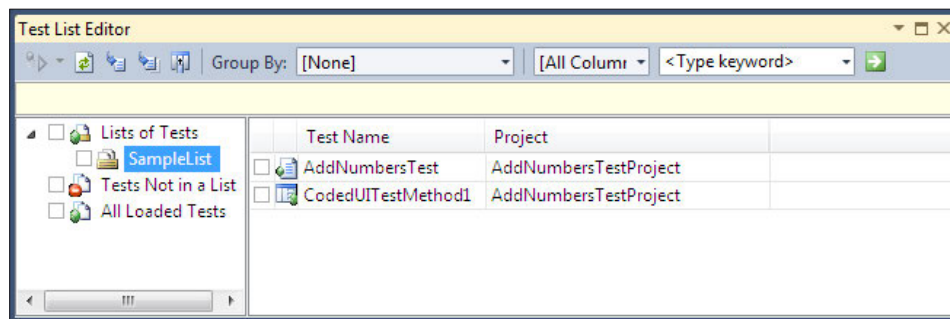 Test List Editor
Group By: [None] [All Column <Type keyword>
Lists of Tests
SampleList
Tests Not in a List
All Loaded Tests
Test Name Project
AddNumbersTest AddNumbersTestProject
CodedUITestMethod1 AddNumbersTestProject